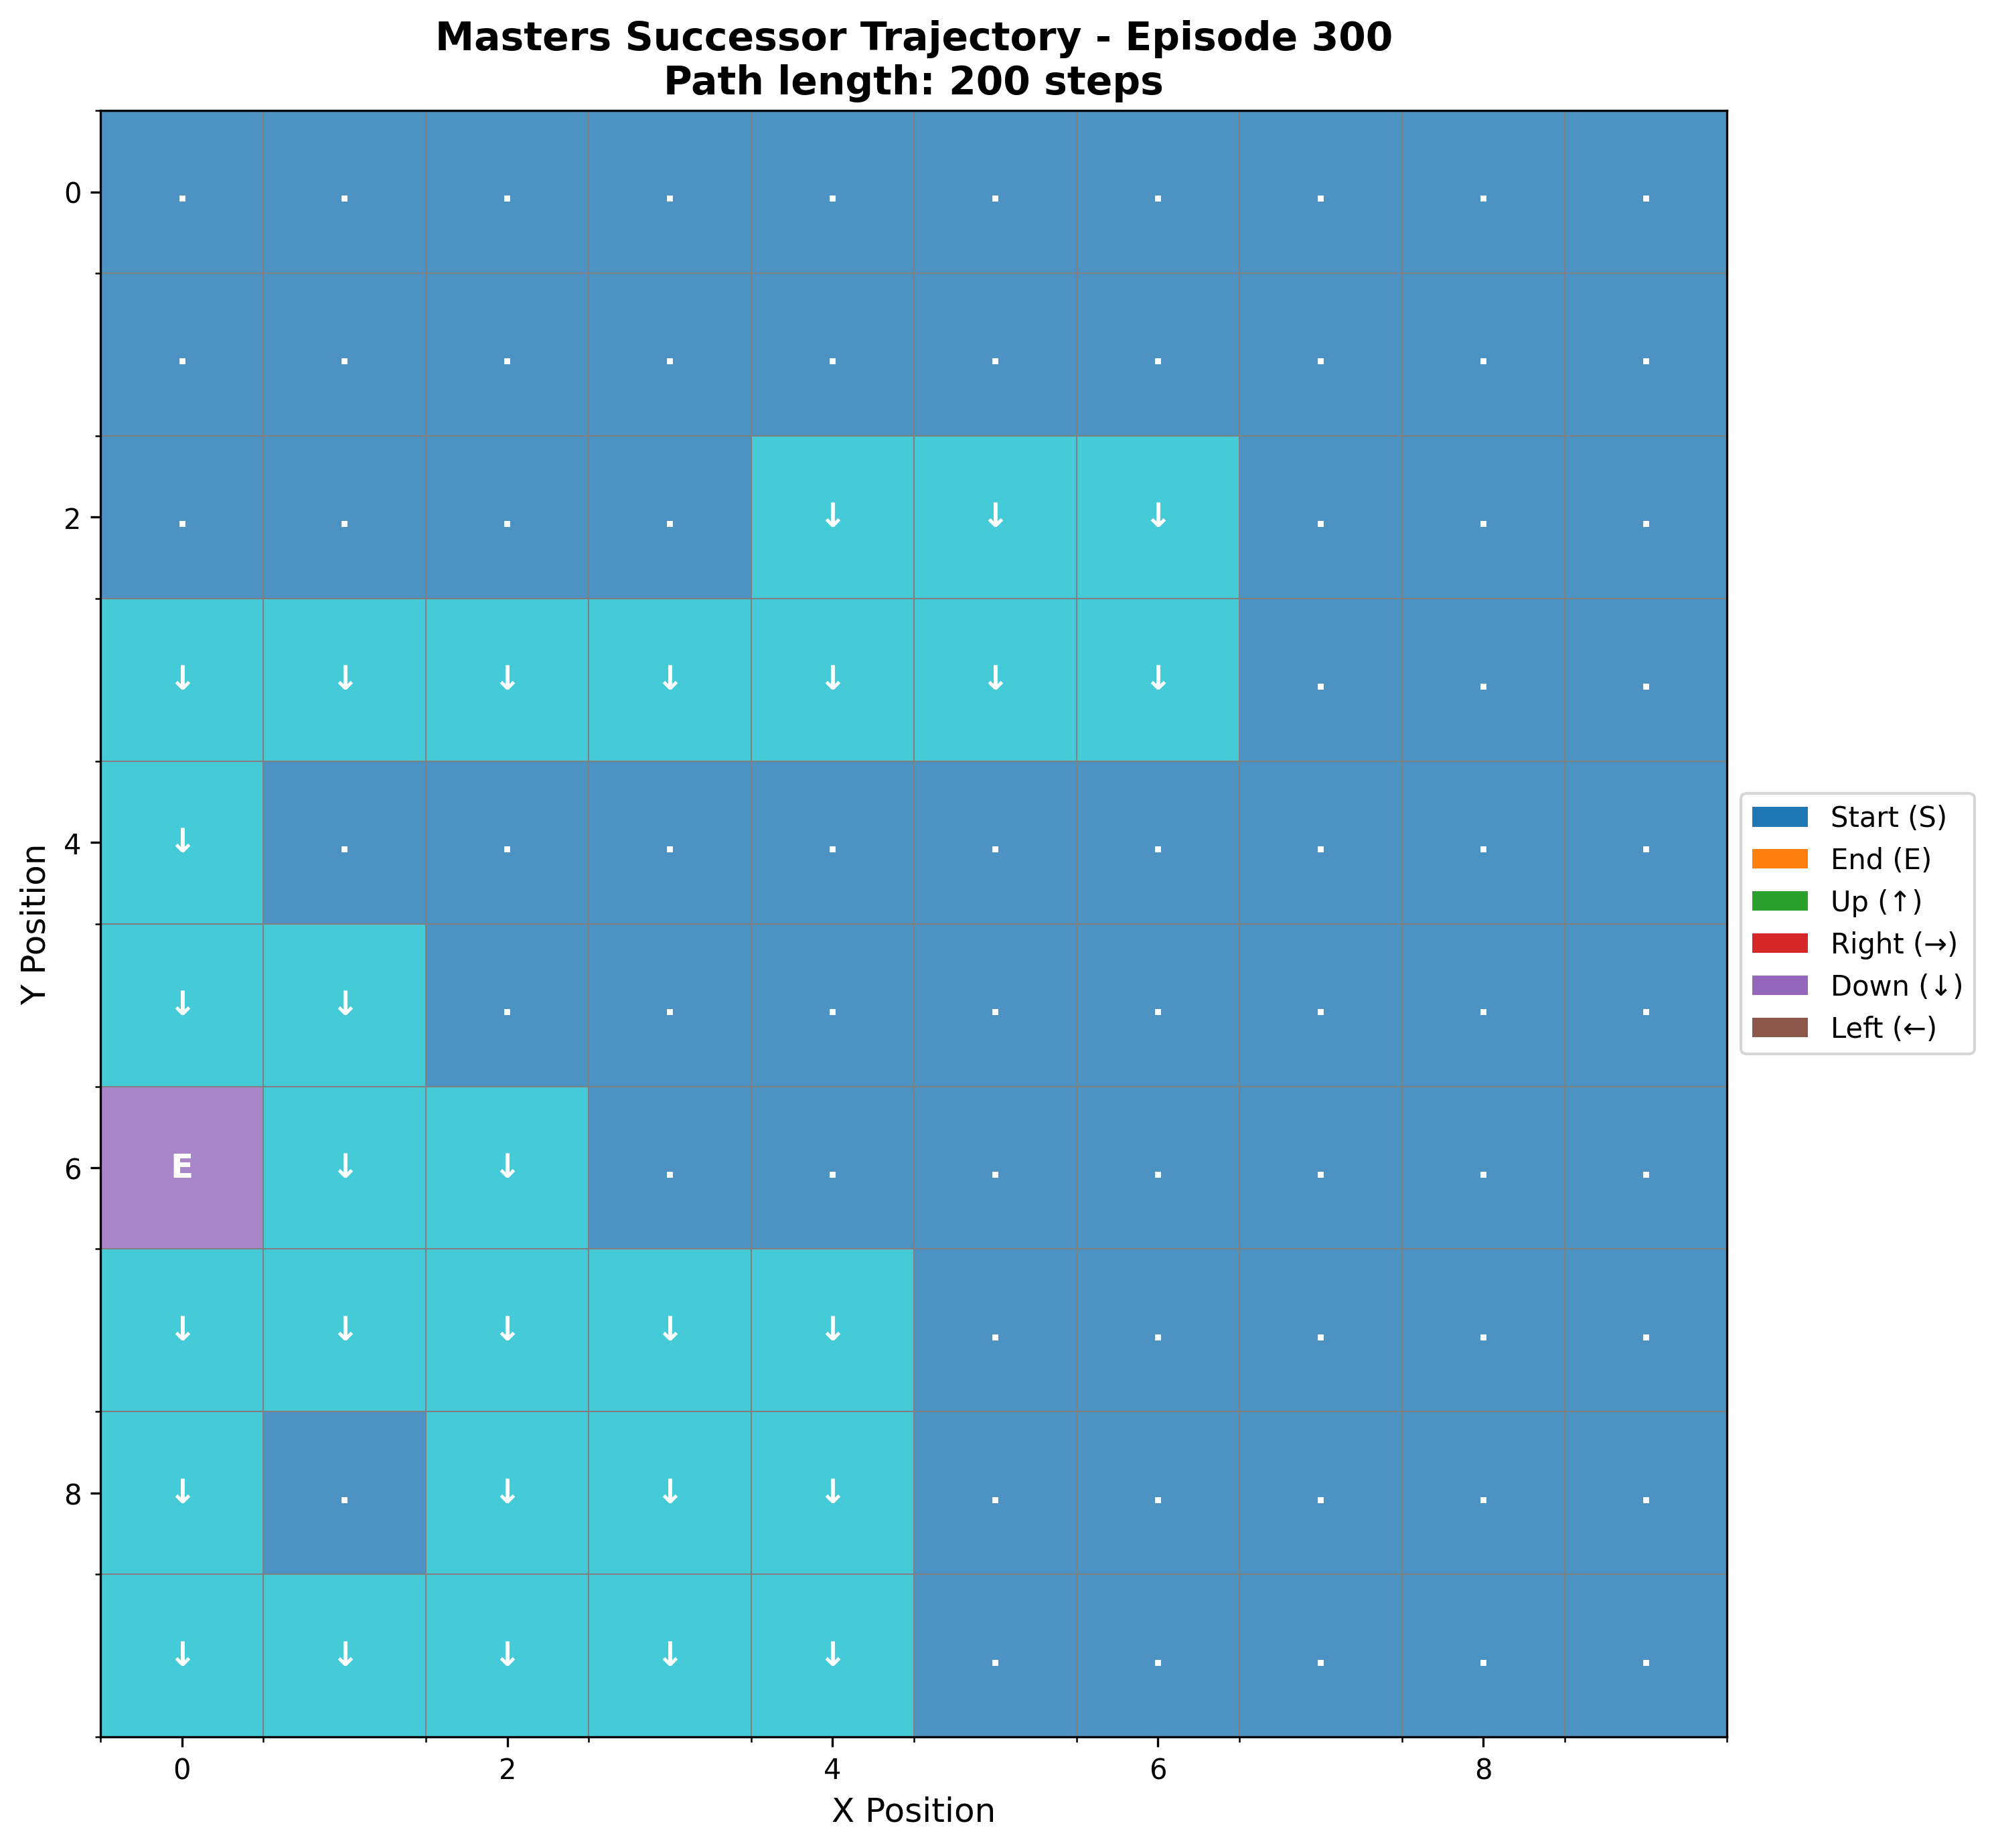 Masters Successor Trajectory - Episode 300
Path length: 200 steps
0 . . . . . . . . . .
. . . . . . . . . .
2 . . . . ↓ ↓ ↓ . . .
↓ ↓ ↓ ↓ ↓ ↓ ↓ . . .
4 ↓ . . . . . . . . .
↓ ↓ . . . . . . . .
6 E ↓ ↓ . . . . . . .
↓ ↓ ↓ ↓ ↓ . . . . .
8 ↓ . ↓ ↓ ↓ . . . . .
↓ ↓ ↓ ↓ ↓ . . . . .
0 2 4 6 8
X Position
Y Position
Start (S)
End (E)
Up (↑)
Right (→)
Down (↓)
Left (←)